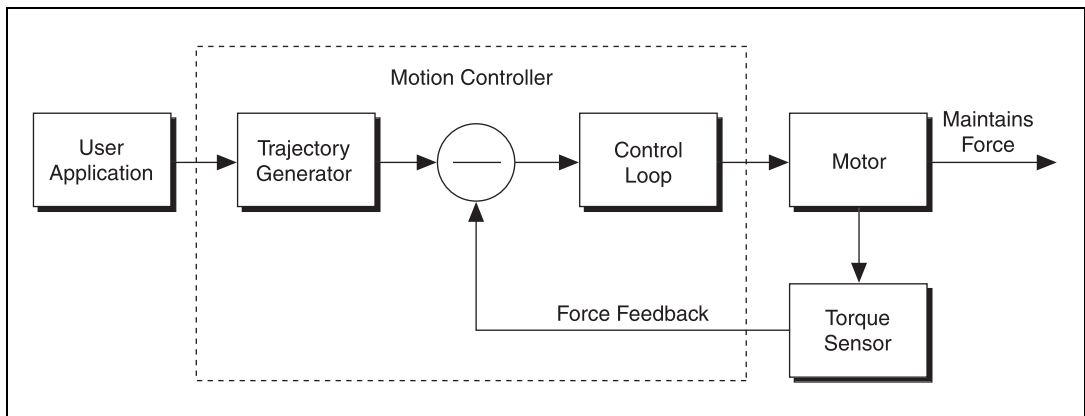 Motion Controller
User
Application
Trajectory
Generator
Control
Loop
Motor
Maintains
Force
Force Feedback
Torque
Sensor